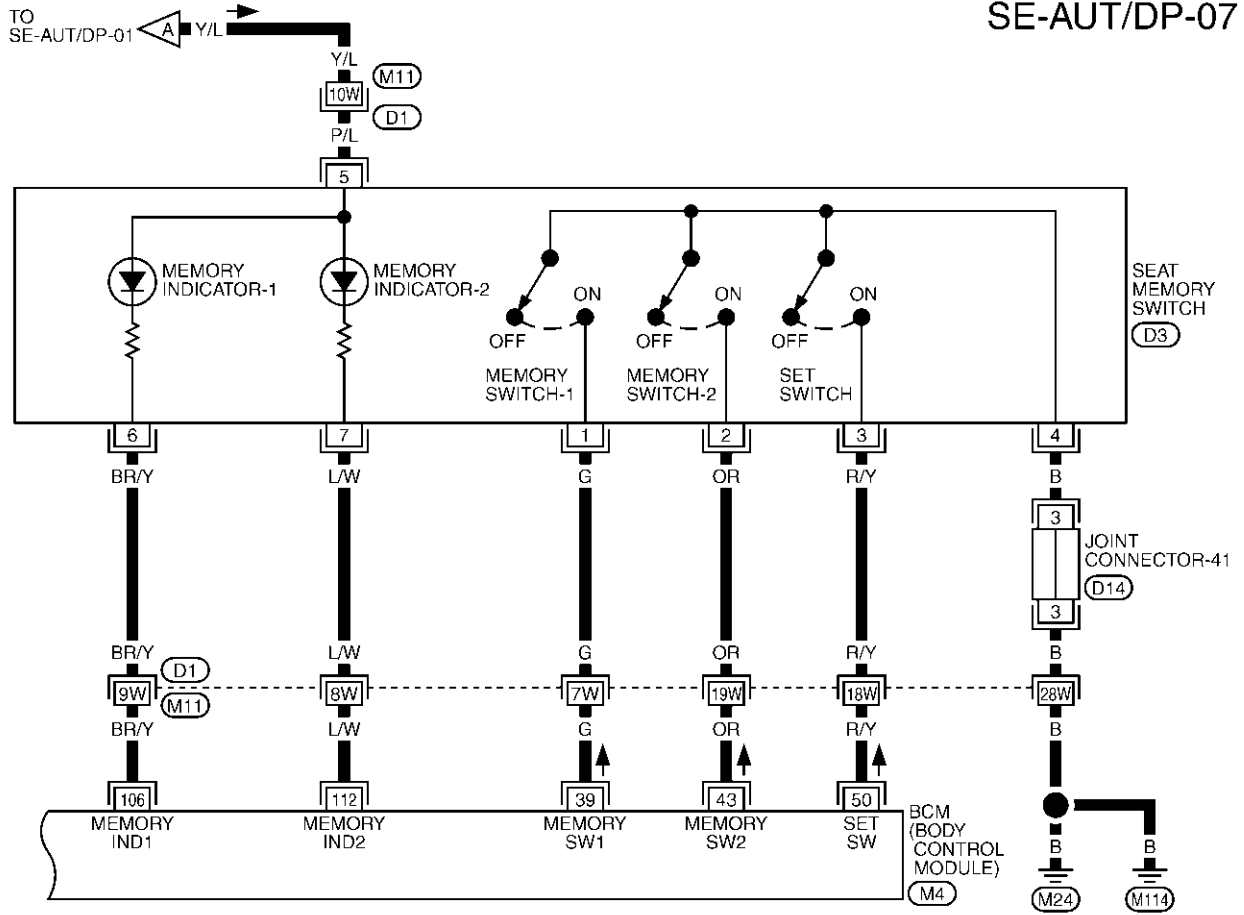 SE-AUT/DP-07
TO
SE-AUT/DP-01
A
Y/L
Y/L
M11
10W
D1
P/L
5
MEMORY
INDICATOR-1
MEMORY
INDICATOR-2
ON
ON
ON
OFF
OFF
OFF
MEMORY
SWITCH-1
MEMORY
SWITCH-2
SET
SWITCH
SEAT
MEMORY
SWITCH
D3
6
7
1
2
3
4
BR/Y
L/W
G
OR
R/Y
B
3
JOINT
CONNECTOR-41
D14
3
BR/Y
L/W
G
OR
R/Y
B
D1
9W
8W
7W
19W
18W
28W
M11
BR/Y
L/W
G
OR
R/Y
B
106
112
39
43
50
MEMORY
IND1
MEMORY
IND2
MEMORY
SW1
MEMORY
SW2
SET
SW
BCM
(BODY
CONTROL
MODULE)
M4
B
B
M24
M114